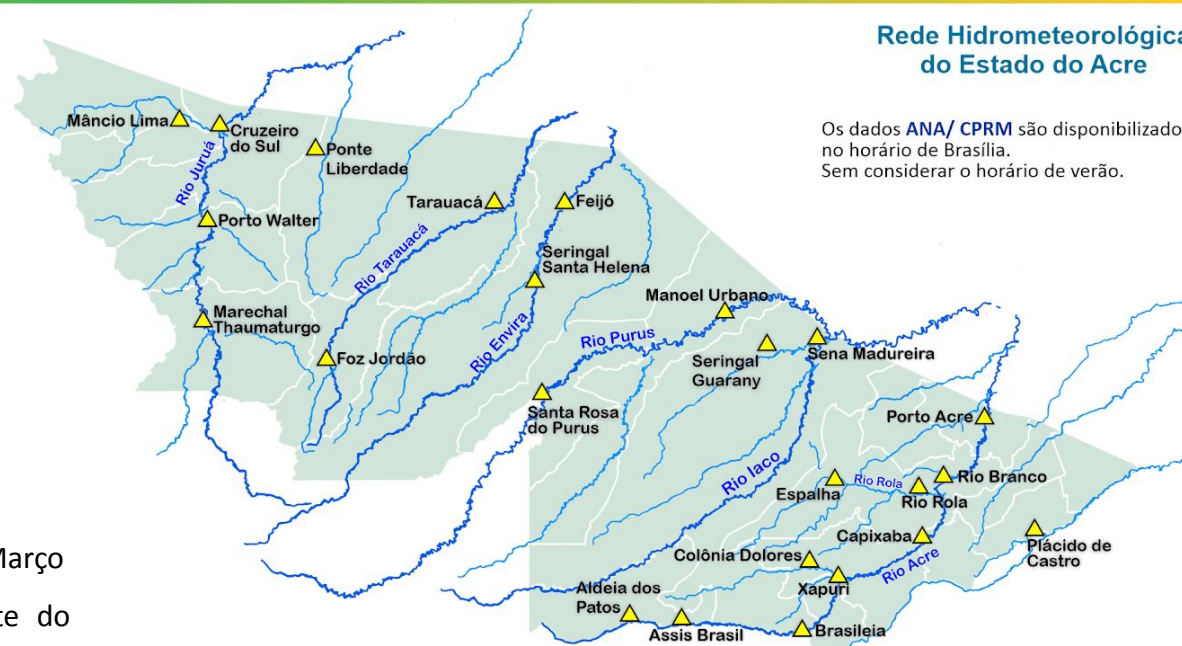 Rede Hidrometeorológica
do Estado do Acre
Os dados ANA/ CPRM são disponibilizado
no horário de Brasília.
Sem considerar o horário de verão.
Mâncio Lima
Cruzeiro
do Sul
Ponte
Liberdade
Rio Juruá
Porto Walter
Tarauacá
Feijó
Rio Tarauacá
Seringal
Santa Helena
Marechal
Thaumaturgo
Foz Jordão
Rio Envira
Manoel Urbano
Rio Purus
Seringal
Guarany
Sena Madureira
Santa Rosa
do Purus
Porto Acre
Rio Iaco
Espalha
Rio Rola
Rio Rola
Rio Branco
Capixaba
Plácido de
Castro
Colônia Dolores
Rio Acre
Xapuri
Aldeia dos
Patos
Assis Brasil
Brasileia
Março
te do